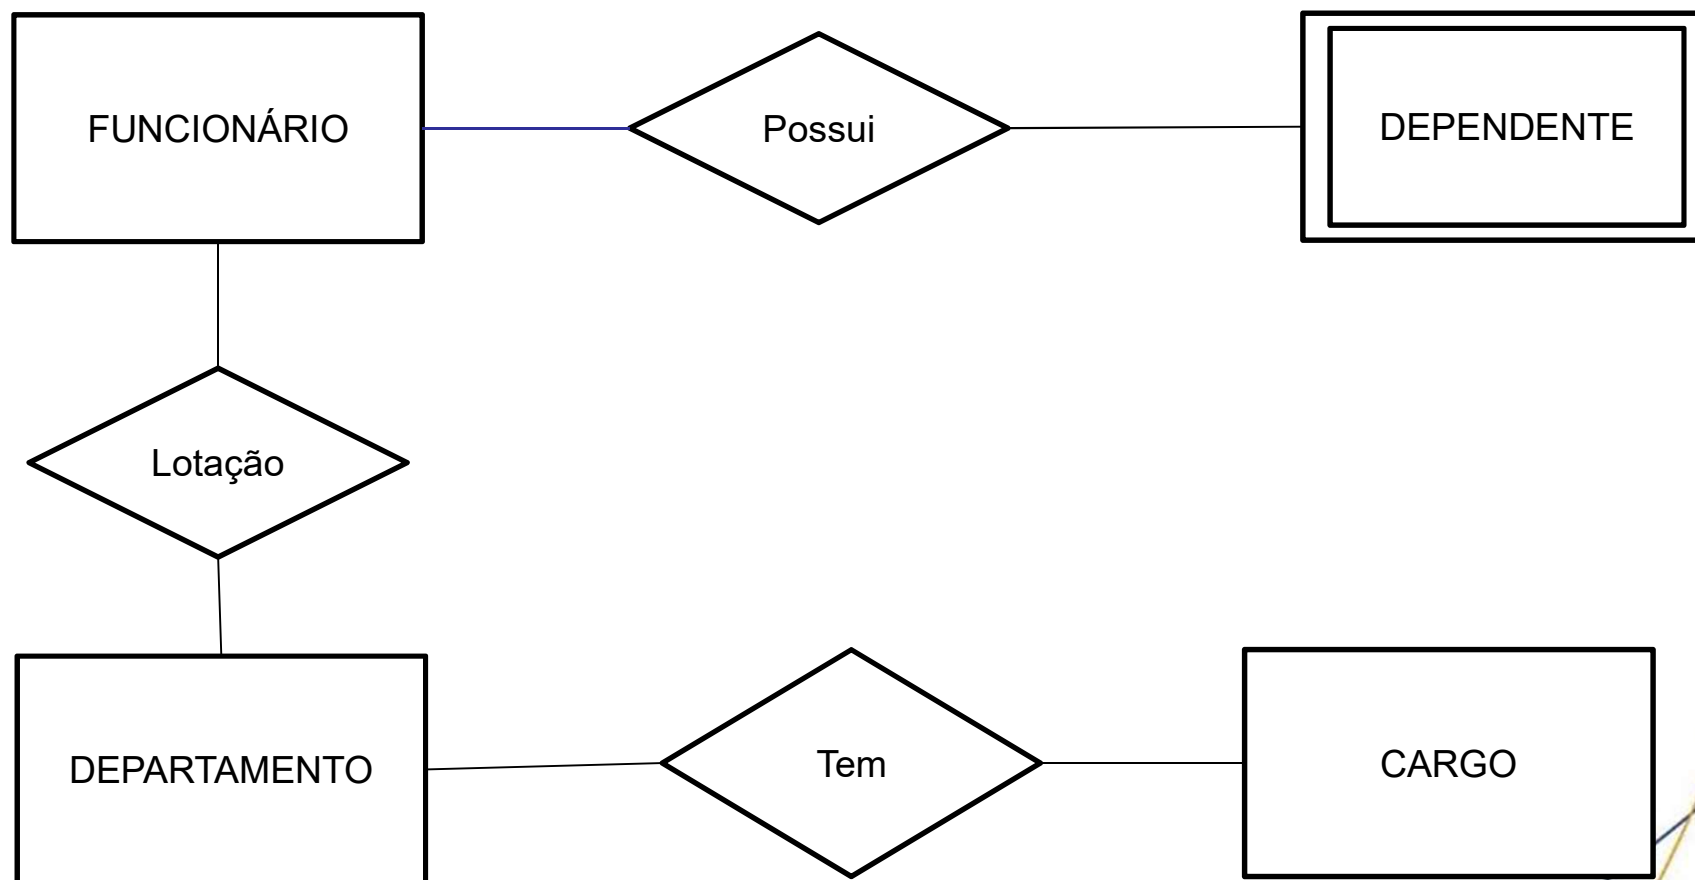 FUNCIONÁRIO
Possui
DEPENDENTE
Lotação
DEPARTAMENTO
Tem
CARGO